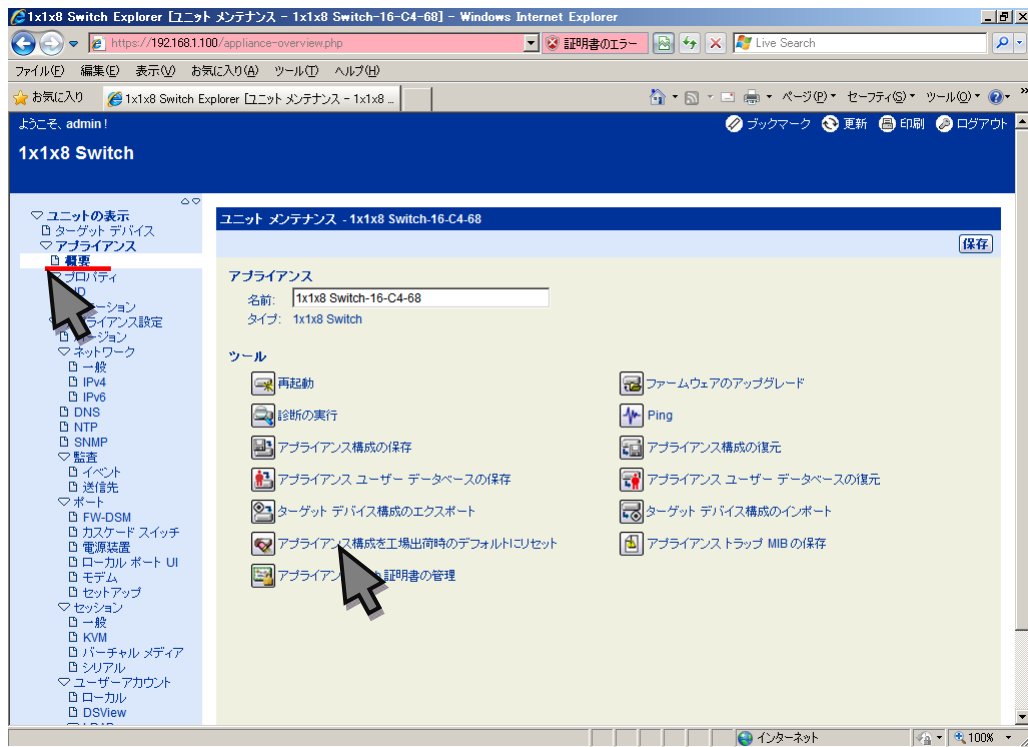 1x1x8 Switch Explorer [ユニット メンテナンス - 1x1x8 Switch-16-C4-68] - Windows Internet Explorer
https://192.168.1.100/appliance-overview.php
証明書のエラー
Live Search
ファイル(F) 編集(E) 表示(V) お気に入り(A) ツール(T) ヘルプ(H)
お気に入り
1x1x8 Switch Explorer [ユニット メンテナンス - 1x1x8 ...
ページ(P) セーフティ(S) ツール(O)
ようこそ、admin !
ブックマーク 更新 印刷 ログアウト
1x1x8 Switch
ユニットの表示
ターゲット デバイス
アプライアンス
概要
プロパティ
ライアンス設定
バージョン
ネットワーク
一般
IPv4
IPv6
DNS
NTP
SNMP
監査
イベント
送信先
ポート
FW-DSM
カスケード スイッチ
電源装置
ローカル ポート UI
モデム
セットアップ
セッション
一般
KVM
バーチャル メディア
シリアル
ユーザーアカウント
ローカル
DSView
ユニット メンテナンス - 1x1x8 Switch-16-C4-68
保存
アプライアンス
名前: 1x1x8 Switch-16-C4-68
タイプ: 1x1x8 Switch
ツール
再起動
ファームウェアのアップグレード
診断の実行
Ping
アプライアンス構成の保存
アプライアンス構成の復元
アプライアンス ユーザー データベースの保存
アプライアンス ユーザー データベースの復元
ターゲット デバイス構成のエクスポート
ターゲット デバイス構成のインポート
アプライアンス構成を工場出荷時のデフォルトにリセット
アプライアンス トラップ MIB の保存
アプライアン 証明書の管理
インターネット
100%